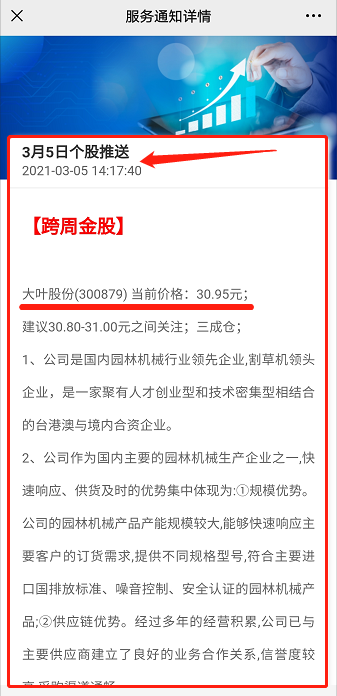 服务通知详情
3月5日个股推送
2021-03-05 14:17:40
【跨周金股】
大叶股份(300879) 当前价格：30.95元；
建议30.80-31.00元之间关注；三成仓；
1、公司是国内园林机械行业领先企业,割草机领头
企业，是一家聚有人才创业型和技术密集型相结合
的台港澳与境内合资企业。
2、公司作为国内主要的园林机械生产企业之一,快
速响应、供货及时的优势集中体现为:①规模优势。
公司的园林机械产品产能规模较大,能够快速响应主
要客户的订货需求,提供不同规格型号,符合主要进
口国排放标准、噪音控制、安全认证的园林机械产
品;②供应链优势。经过多年的经营积累,公司已与
主要供应商建立了良好的业务合作关系,信誉度较
高,采购渠道通畅